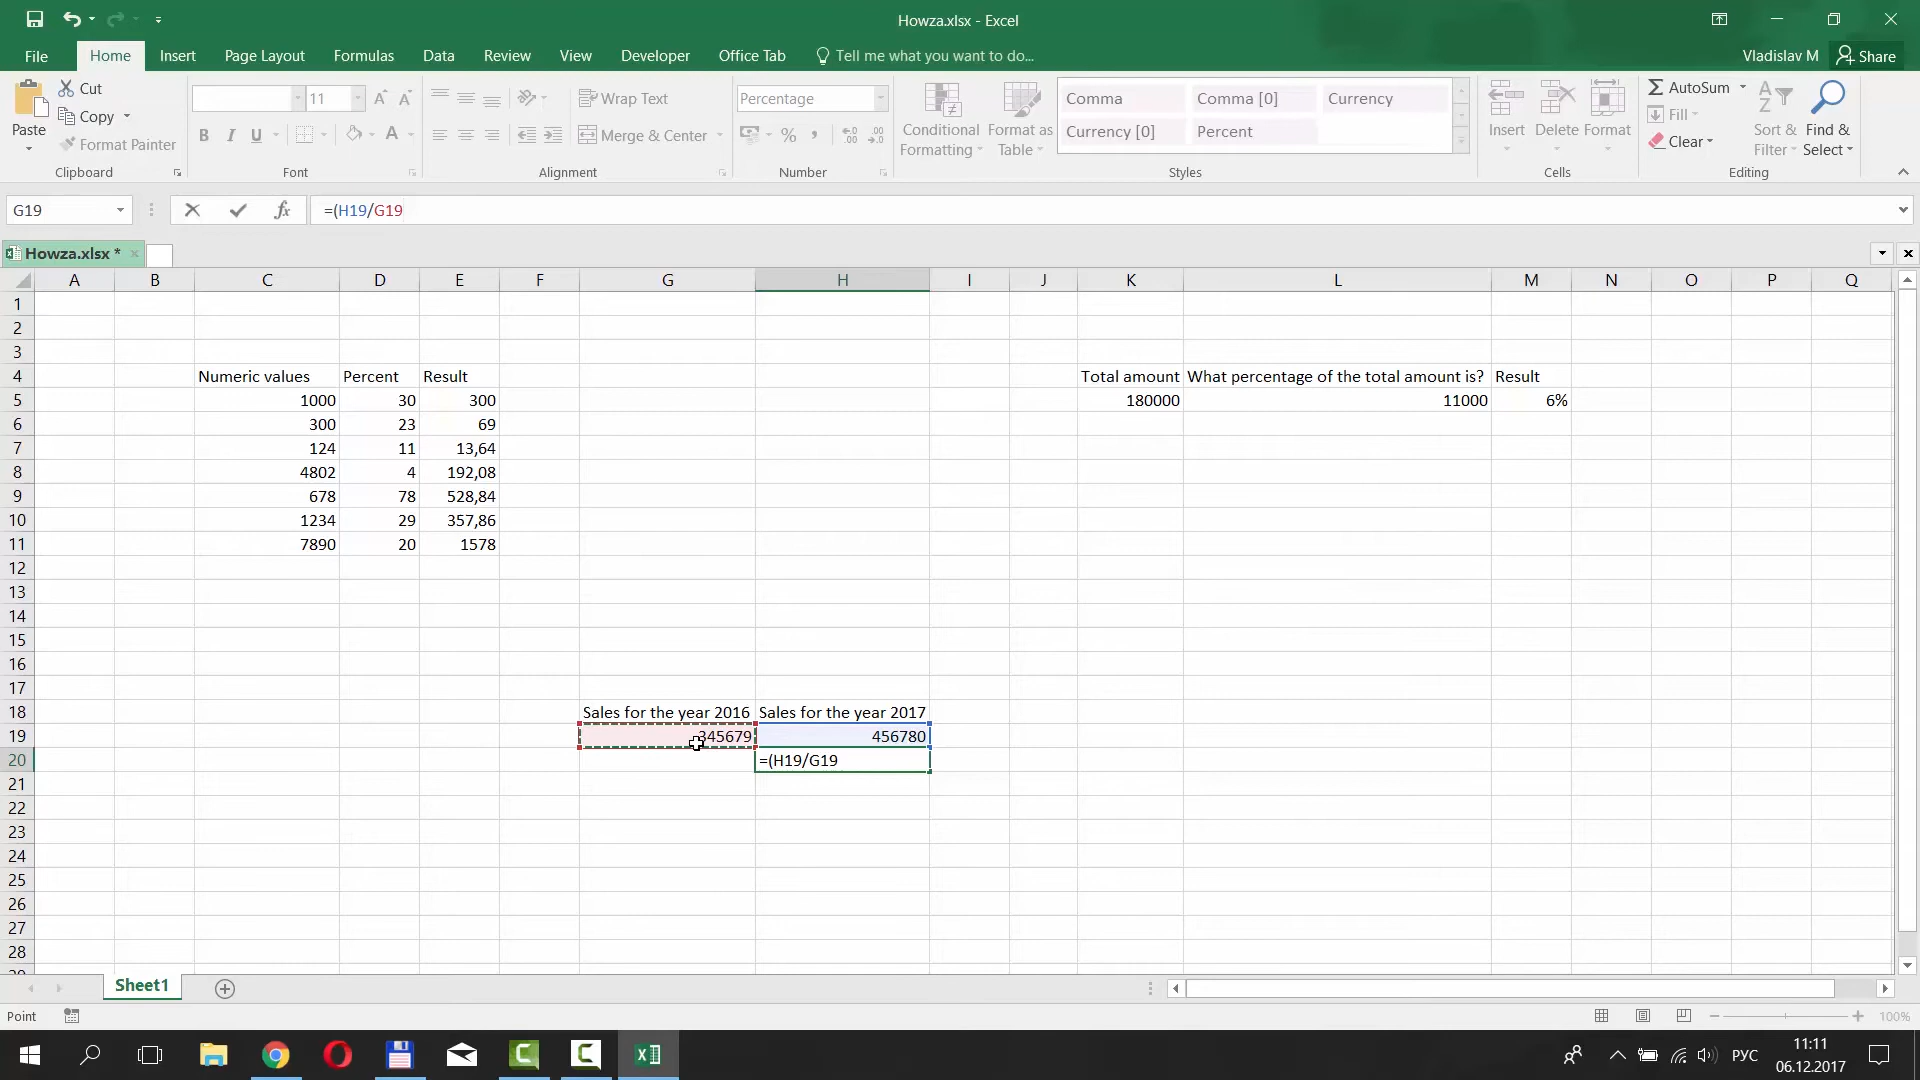 Howza.xlsx - Excel
File Home Insert Page Layout Formulas Data Review View Developer Office Tab Tell me what you want to do... Vladislav M Share
Paste
Cut
Copy
Format Painter
Clipboard
11
Font
Wrap Text
Merge & Center
Alignment
Percentage
Number
Conditional Formatting
Format as Table
Comma Comma [0] Currency
Currency [0] Percent
Styles
Insert Delete Format
Cells
AutoSum
Fill
Clear
Sort & Filter
Find & Select
Editing
G19 fx =(H19/G19
Howza.xlsx *
A B C D E F G H I J K L M N O P Q
1
2
3
4 Numeric values Percent Result Total amount What percentage of the total amount is? Result
5 1000 30 300 180000 11000 6%
6 300 23 69
7 124 11 13,64
8 4802 4 192,08
9 678 78 528,84
10 1234 29 357,86
11 7890 20 1578
12
13
14
15
16
17
18 Sales for the year 2016 Sales for the year 2017
19 345679 456780
20 =(H19/G19
21
22
23
24
25
26
27
28
29
Sheet1
Point 100%
РУС 11:11
06.12.2017